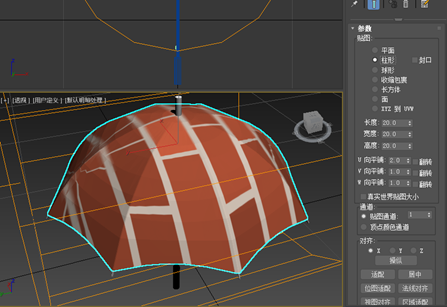 [+] [透视] [用户定义] [默认明暗处理]
参数
贴图:
平面
柱形 封口
球形
收缩包裹
长方体
面
XYZ 到 UVW
长度: 20.0
宽度: 20.0
高度: 20.0
U 向平铺: 2.0 翻转
V 向平铺: 1.0 翻转
W 向平铺: 1.0 翻转
真实世界贴图大小
通道:
贴图通道: 1
顶点颜色通道
对齐:
X Y Z
操纵
适配 居中
位图适配 法线对齐
视图对齐 区域适配